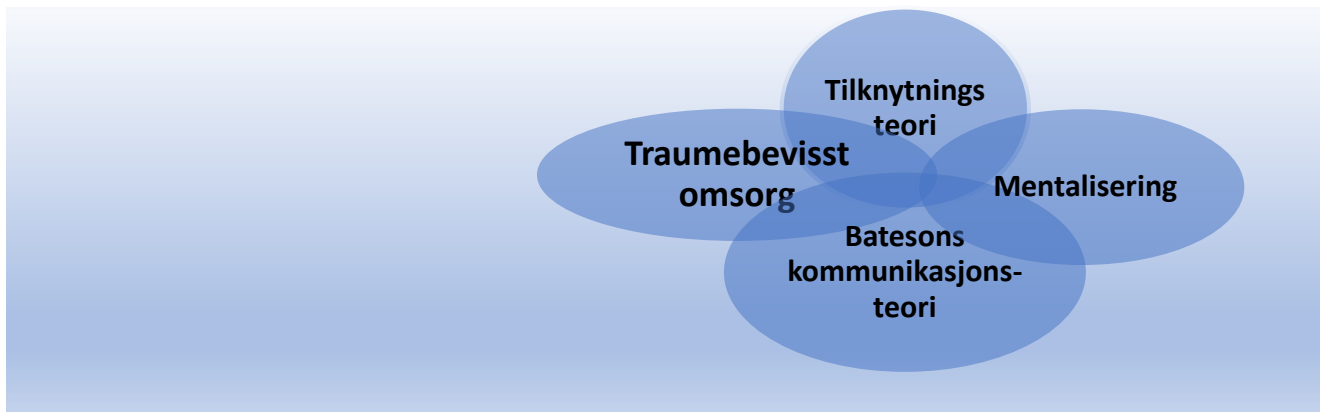 Tilknytnings
teori
Traumebevisst
omsorg
Mentalisering
Batesons
kommunikasjons-
teori